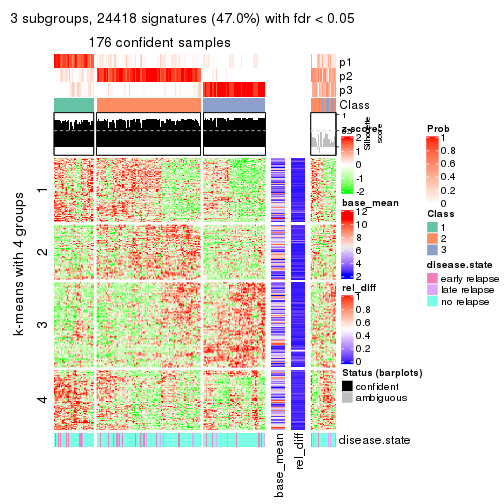 3 subgroups, 24418 signatures (47.0%) with fdr < 0.05
176 confident samples
p1
p2
p3
Class
1
0.5
0
Silhouette
score
z-score
2
1
0
-1
-2
Prob
1
0.8
0.6
0.4
0.2
0
base_mean
12
10
8
6
4
2
Class
1
2
3
disease.state
early relapse
late relapse
no relapse
rel_diff
1
0.8
0.6
0.4
0.2
0
Status (barplots)
confident
ambiguous
k-means with 4 groups
1
2
3
4
disease.state
base_mean
rel_diff